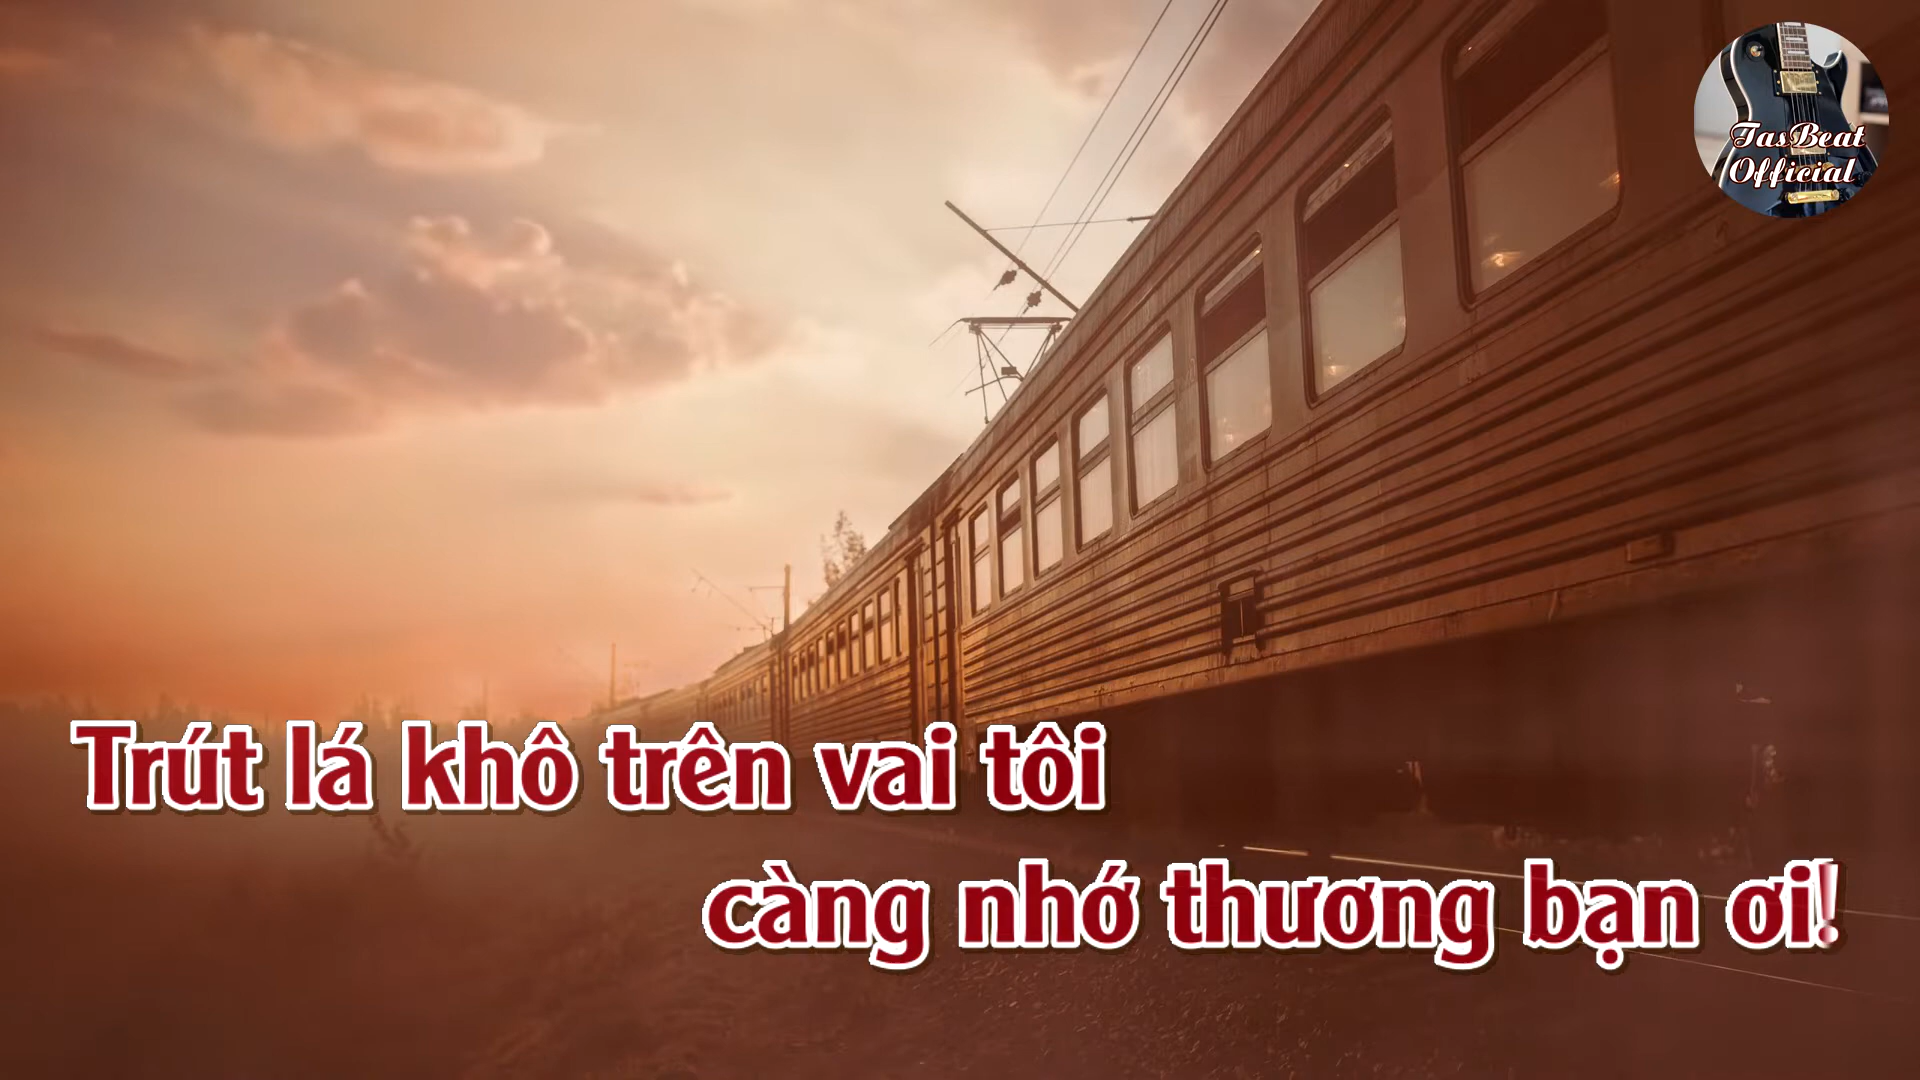 TasBeat
Official
Trút lá khô trên vai tôi
càng nhớ thương bạn ơi!